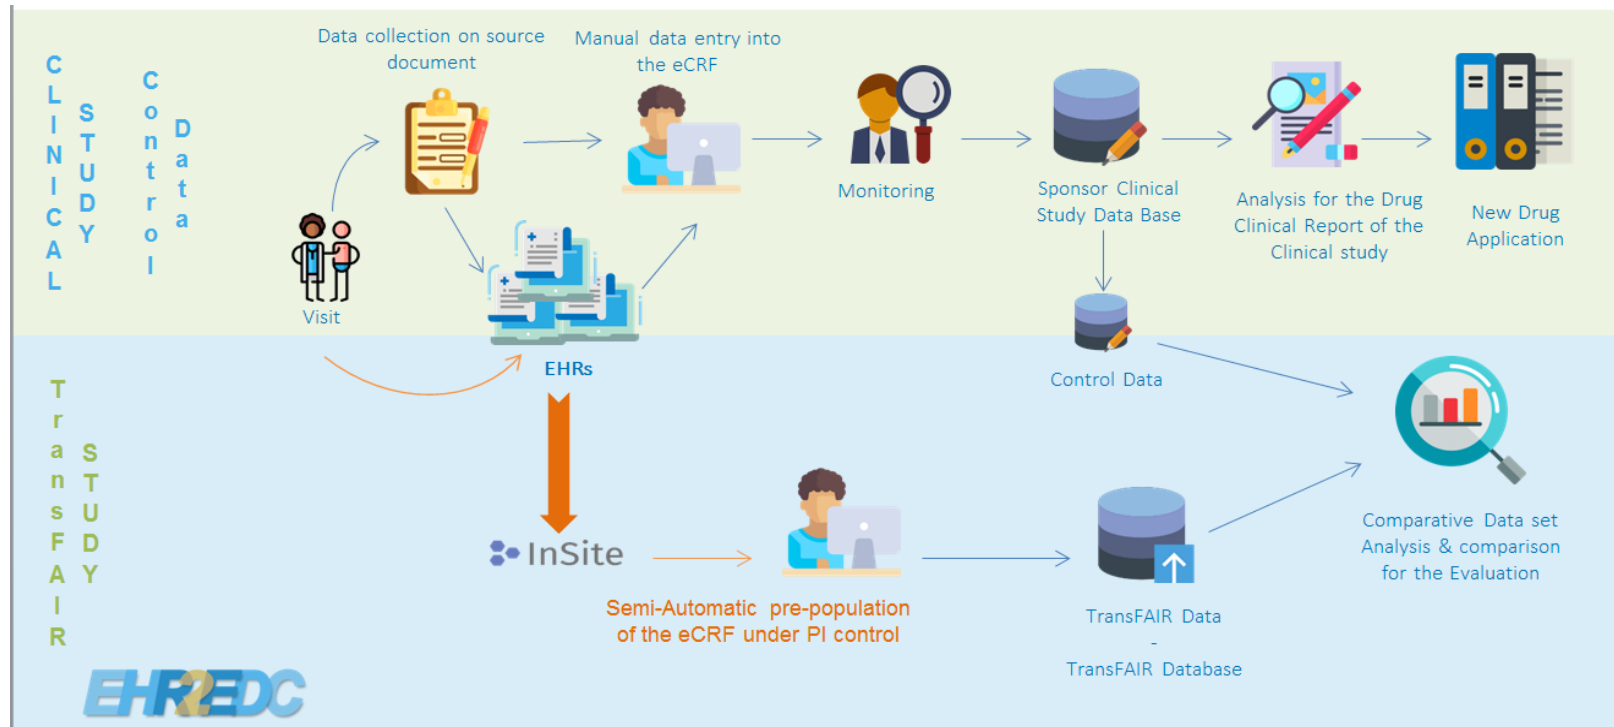 CLINICAL
STUDY
Control
Data
Data collection on source
document
Manual data entry into
the eCRF
Monitoring
Sponsor Clinical
Study Data Base
Analysis for the Drug
Clinical Report of the
Clinical study
New Drug
Application
Visit
EHRs
Control Data
TransFAIR
STUDY
InSite
Semi-Automatic pre-population
of the eCRF under PI control
TransFAIR Data
-
TransFAIR Database
Comparative Data set
Analysis & comparison
for the Evaluation
EHR2EDC